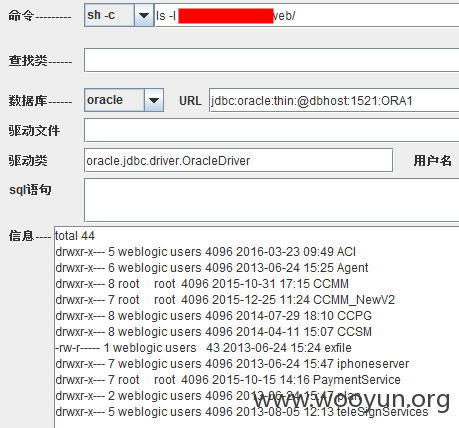 命令--------- sh -c ls -l veb/
查找类------
数据库------ oracle URL jdbc:oracle:thin:@dbhost:1521:ORA1
驱动文件
驱动类 oracle.jdbc.driver.OracleDriver 用户名
sql语句
信息---- total 44
drwxr-x--- 5 weblogic users 4096 2016-03-23 09:49 ACI
drwxr-x--- 6 weblogic users 4096 2013-06-24 15:25 Agent
drwxr-x--- 8 root root 4096 2015-10-31 17:15 CCMM
drwxr-x--- 7 root root 4096 2015-12-25 11:24 CCMM_NewV2
drwxr-x--- 8 weblogic users 4096 2014-07-29 18:10 CCPG
drwxr-x--- 8 weblogic users 4096 2014-04-11 15:07 CCSM
-rw-r----- 1 weblogic users 43 2013-06-24 15:24 exfile
drwxr-x--- 7 weblogic users 4096 2013-06-24 15:47 iphoneserver
drwxr-x--- 7 root root 4096 2015-10-15 14:16 PaymentService
drwxr-x--- 2 weblogic users 4096 2013-06-24 15:47 plan
drwxr-x--- 5 weblogic users 4096 2013-08-05 12:13 teleSignServices
www.wooyun.org